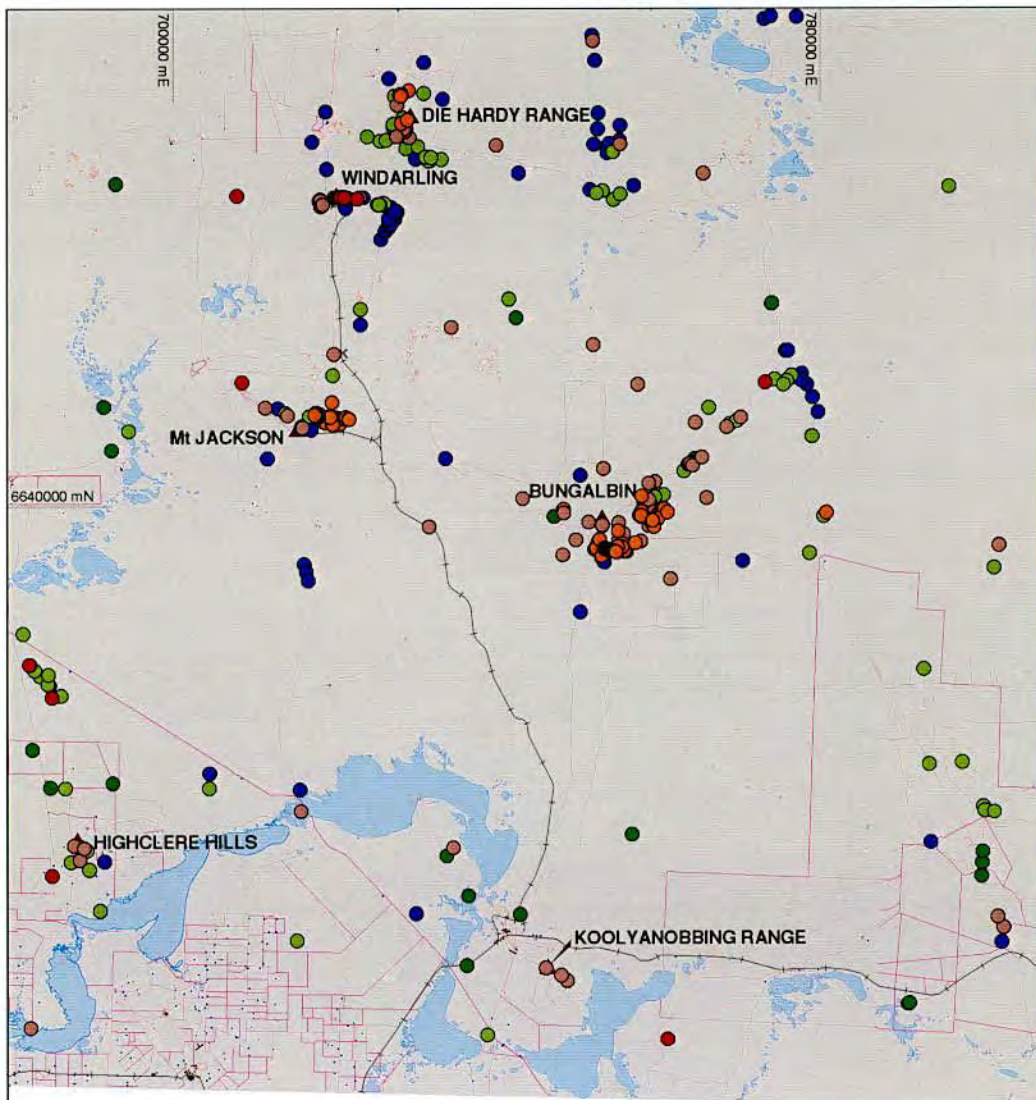 700000 mE
780000 mE
DIE HARDY RANGE
WINDARLING
Mt JACKSON
6640000 mN
BUNGALBIN
HIGHCLERE HILLS
KOOLYANOBBING RANGE